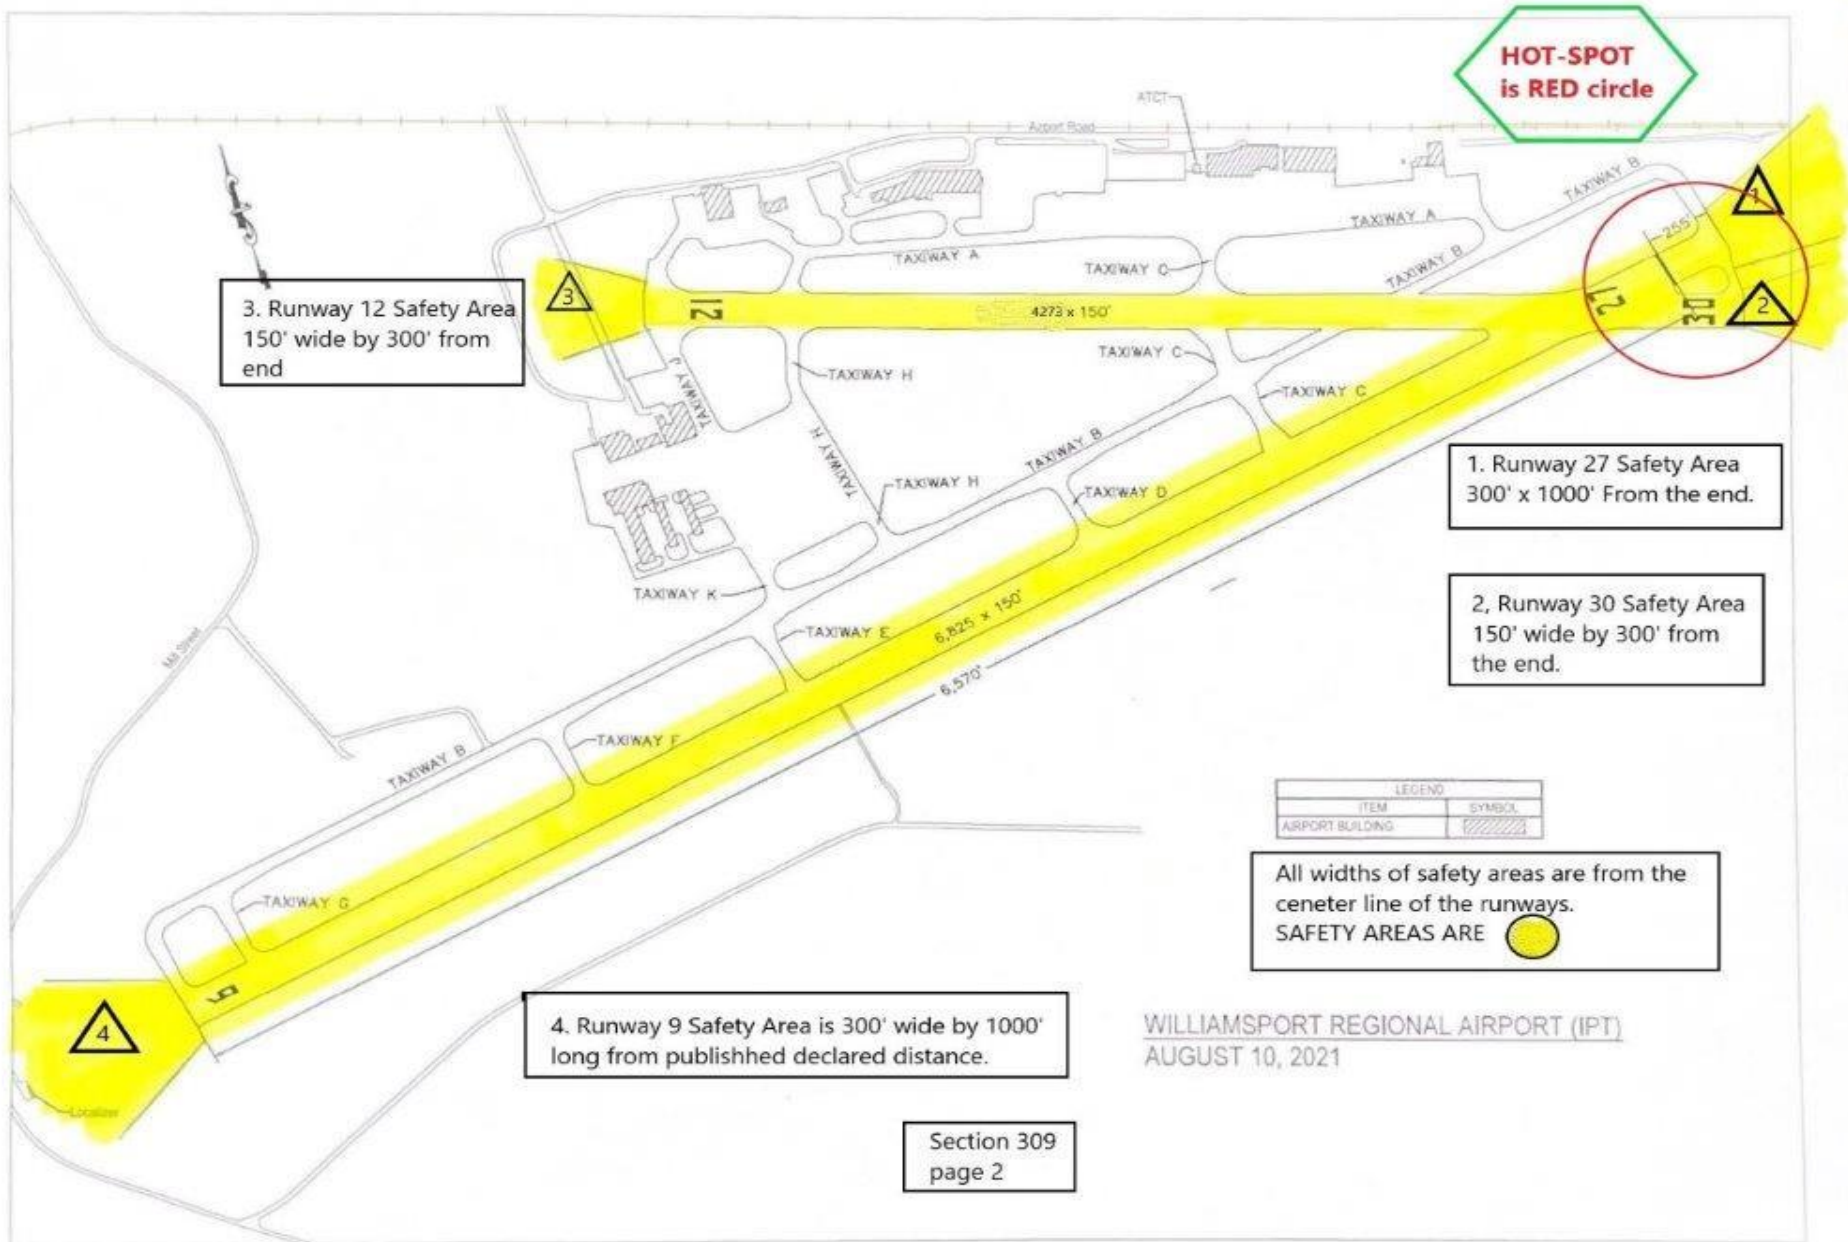 HOT-SPOT
is RED circle
ATCT
Airport Road
1
TAXIWAY B
TAXIWAY A
255'
TAXIWAY A
TAXIWAY C
TAXIWAY B
3
2
3. Runway 12 Safety Area
150' wide by 300' from
end
12
4273 x 150'
27
30
TAXIWAY J
TAXIWAY H
TAXIWAY C
TAXIWAY C
TAXIWAY H
TAXIWAY B
TAXIWAY H
TAXIWAY D
1. Runway 27 Safety Area
300' x 1000' From the end.
TAXIWAY K
TAXIWAY E
6,825 x 150'
6,570'
2, Runway 30 Safety Area
150' wide by 300' from
the end.
Mill Street
TAXIWAY F
TAXIWAY B
LEGEND
ITEM SYMBOL
AIRPORT BUILDING
TAXIWAY G
All widths of safety areas are from the
ceneter line of the runways.
SAFETY AREAS ARE
9
4
4. Runway 9 Safety Area is 300' wide by 1000'
long from publishhed declared distance.
WILLIAMSPORT REGIONAL AIRPORT (IPT)
AUGUST 10, 2021
Localizer
Section 309
page 2